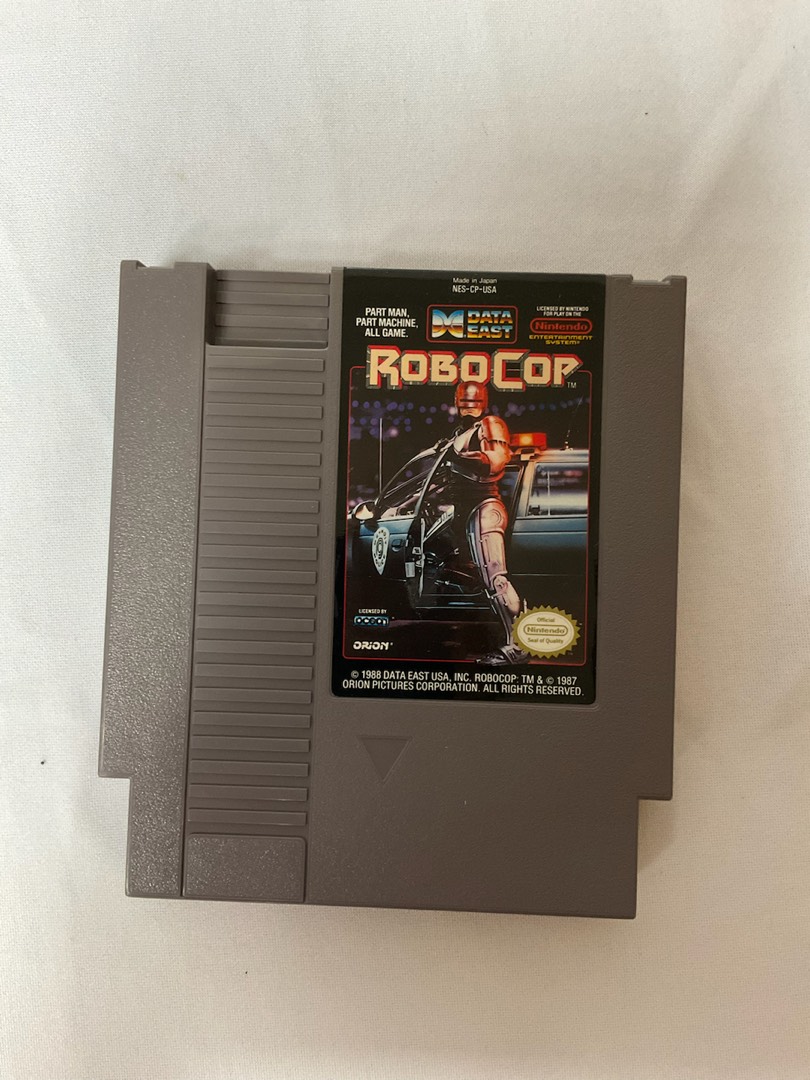 Made in Japan
NES-CP-USA
PART MAN,
PART MACHINE,
ALL GAME.
DATA
EAST
LICENSED BY NINTENDO
FOR PLAY ON THE
Nintendo
ENTERTAINMENT
SYSTEM®
ROBOCOP™
LICENSED BY
ocean
ORION®
Official
Nintendo
Seal of Quality
© 1988 DATA EAST USA, INC. ROBOCOP: TM & © 1987
ORION PICTURES CORPORATION. ALL RIGHTS RESERVED.